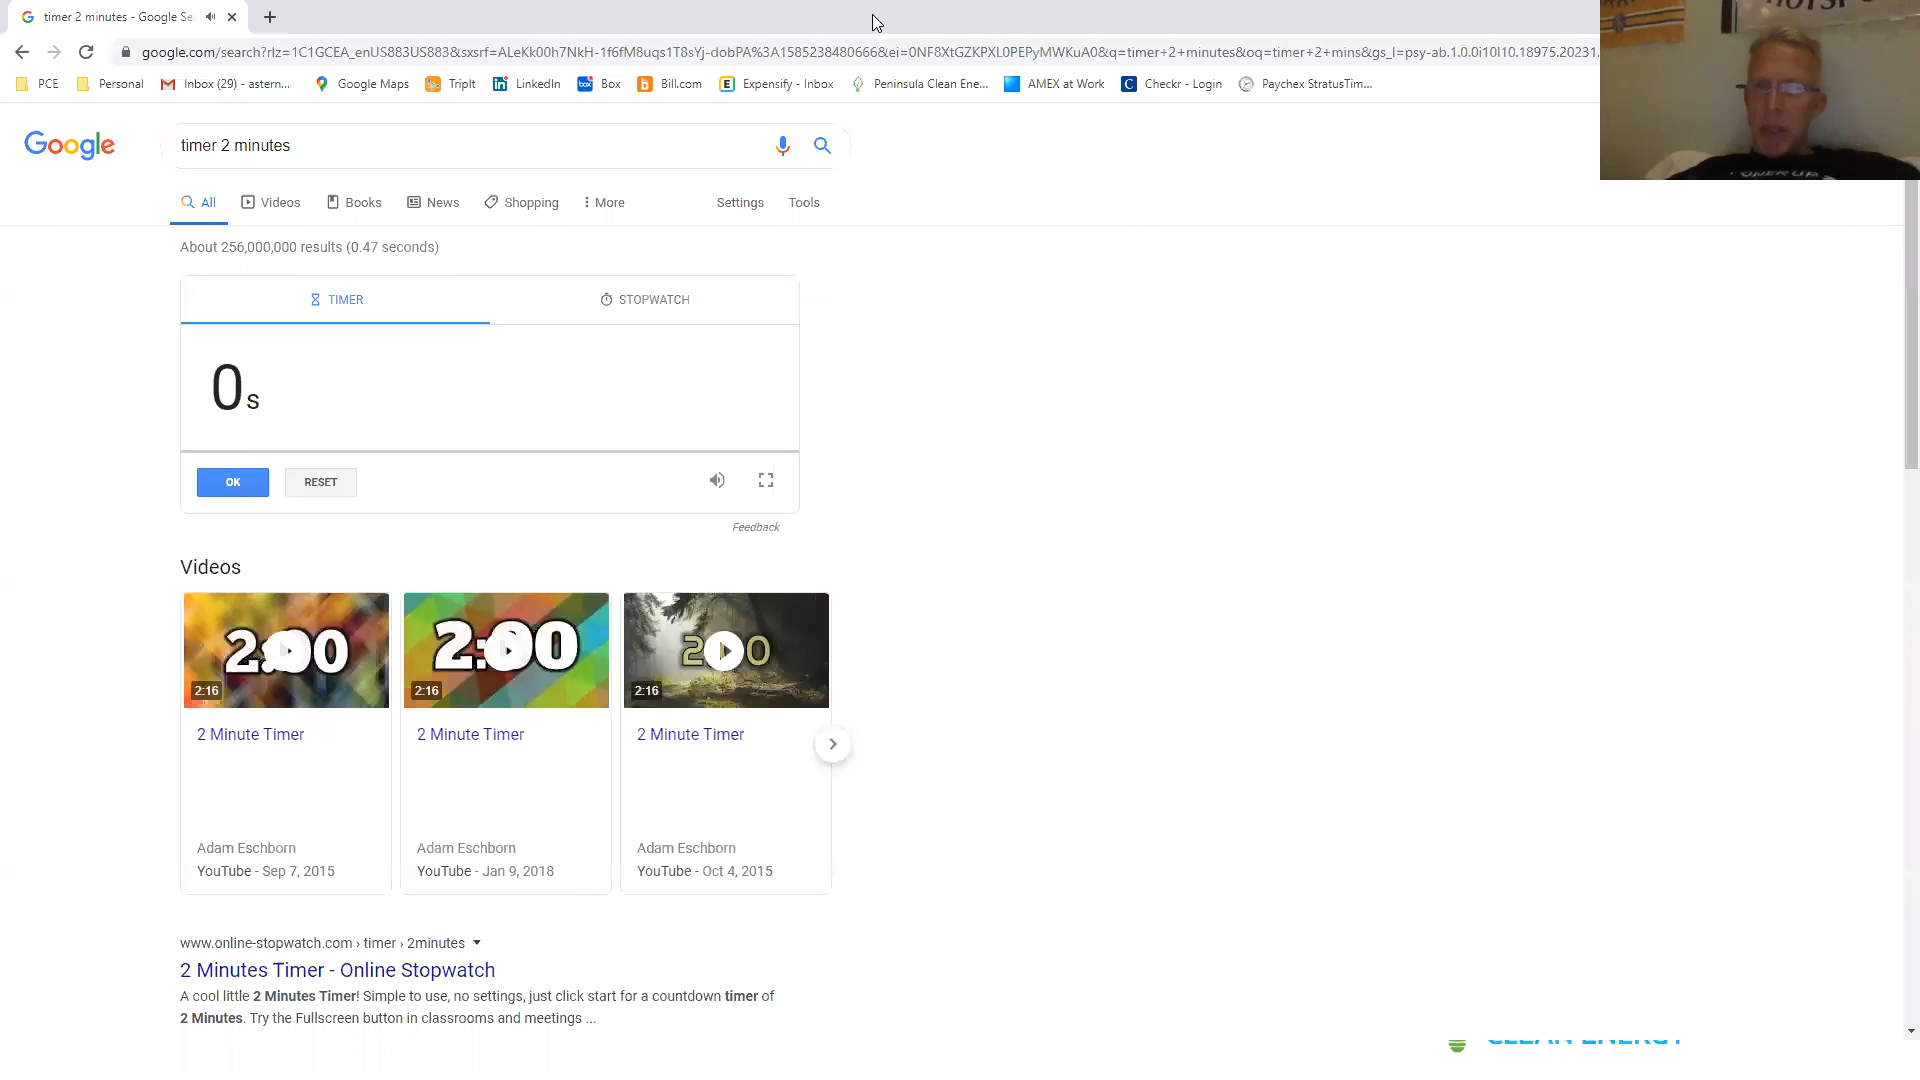 timer 2 minutes - Google Se
google.com/search?rlz=1C1GCEA_enUS883US883&sxsrf=ALeKk00h7NkH-1f6fM8uqs1T8sYj-dobPA%3A1585238480666&ei=0NF8XtGZKPXL0PEPyMWKuA0&q=timer+2+minutes&oq=timer+2+mins&gs_l=psy-ab.1.0.0i10l10.18975.20231.
PCE Personal Inbox (29) - astern... Google Maps TripIt LinkedIn Box Bill.com Expensify - Inbox Peninsula Clean Ene... AMEX at Work Checkr - Login Paychex StratusTim...
Google
timer 2 minutes
All Videos Books News Shopping More Settings Tools
About 256,000,000 results (0.47 seconds)
TIMER STOPWATCH
0s
OK RESET
Feedback
Videos
2:00 2:00
2:16 2:16 2:16
2 Minute Timer 2 Minute Timer 2 Minute Timer
Adam Eschborn Adam Eschborn Adam Eschborn
YouTube - Sep 7, 2015 YouTube - Jan 9, 2018 YouTube - Oct 4, 2015
www.online-stopwatch.com › timer › 2minutes
2 Minutes Timer - Online Stopwatch
A cool little 2 Minutes Timer! Simple to use, no settings, just click start for a countdown timer of
2 Minutes. Try the Fullscreen button in classrooms and meetings ...
CLEAN ENERGY